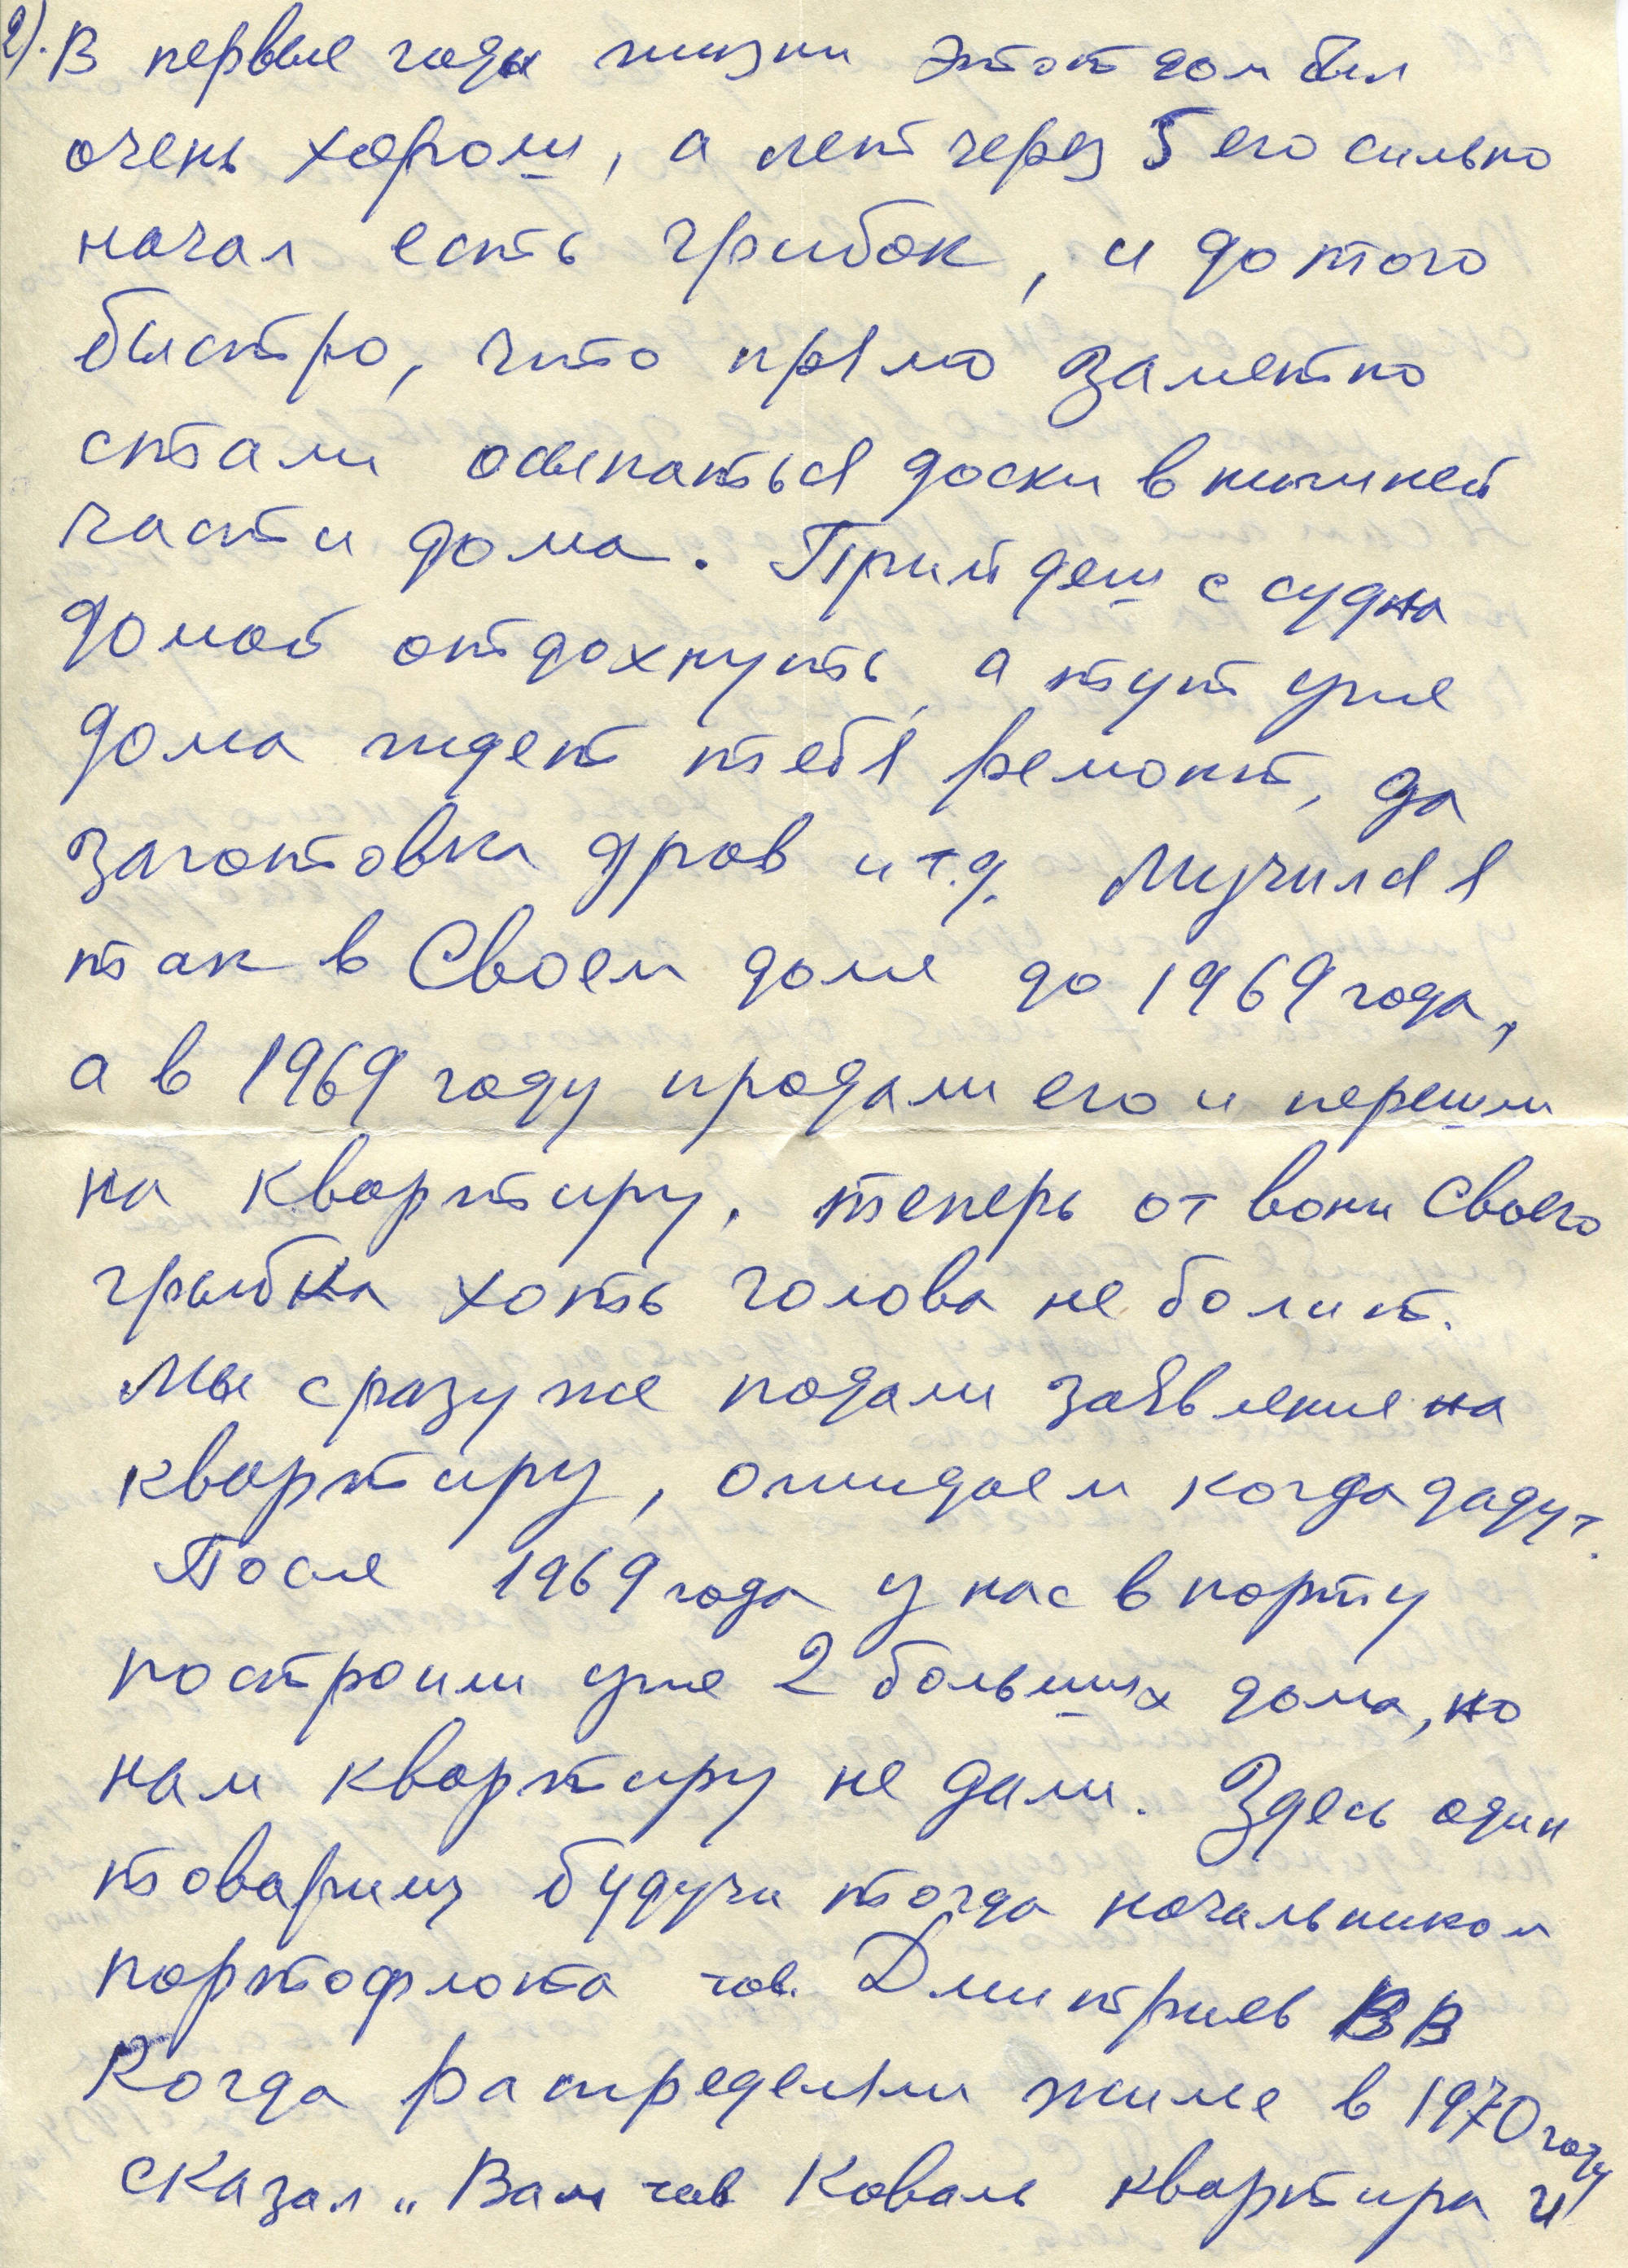 2). В первые годы жизни этот дом был
очень хорош, а лет через 5 его сильно
начал есть грибок, и до того
быстро, что прямо заметно
стали осыпаться доски в нижней
части дома. Прийдеш с судна
домой отдохнуть, а тут уже
дома ждет тебя ремонт, да
заготовка дров и т.д. Мучился я
так в Своем доме до 1969 года,
а в 1969 году продали его и перешли
на квартиру, теперь от вони Своего
грыбка хоть голова не болит.
Мы сразу же подали заявление на
квартиру, ожидаем когда дадут.
После 1969 года у нас в порту
построили уже 2 больших дома, но
нам квартиру не дали. Здесь один
товарищ будучи тогда начальником
портофлота тов. Дмитриев ВВ
Когда распределяли жилье в 1970 году
сказал „ Вам тов Коваль квартира и